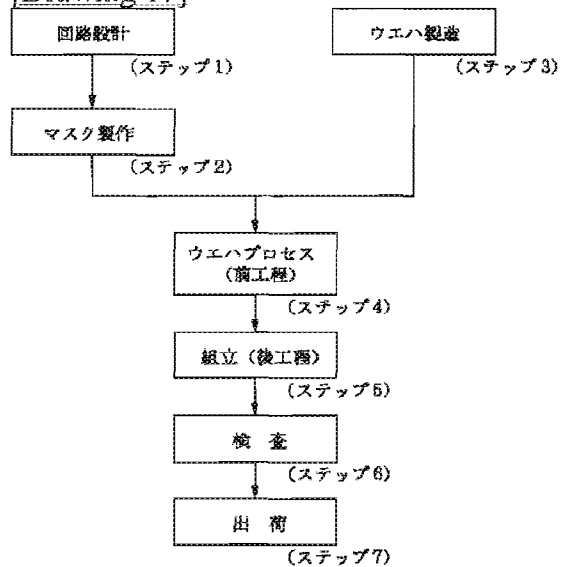 回路設計
(ステップ1)
ウエハ製造
(ステップ3)
マスク製作
(ステップ2)
ウエハプロセス
(前工程)
(ステップ4)
組立(後工程)
(ステップ5)
検 査
(ステップ6)
出 荷
(ステップ7)